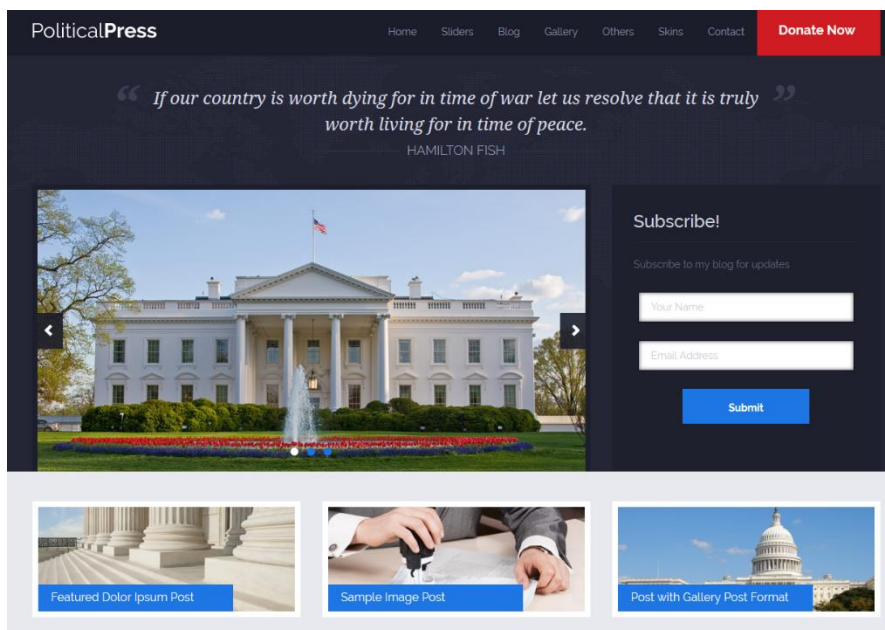 PoliticalPress
Home Sliders Blog Gallery Others Skins Contact Donate Now
“ If our country is worth dying for in time of war let us resolve that it is truly ”
worth living for in time of peace.
HAMILTON FISH
Subscribe!
Subscribe to my blog for updates
Your Name
Email Address
Submit
Featured Dolor Ipsum Post
Sample Image Post
Post with Gallery Post Format